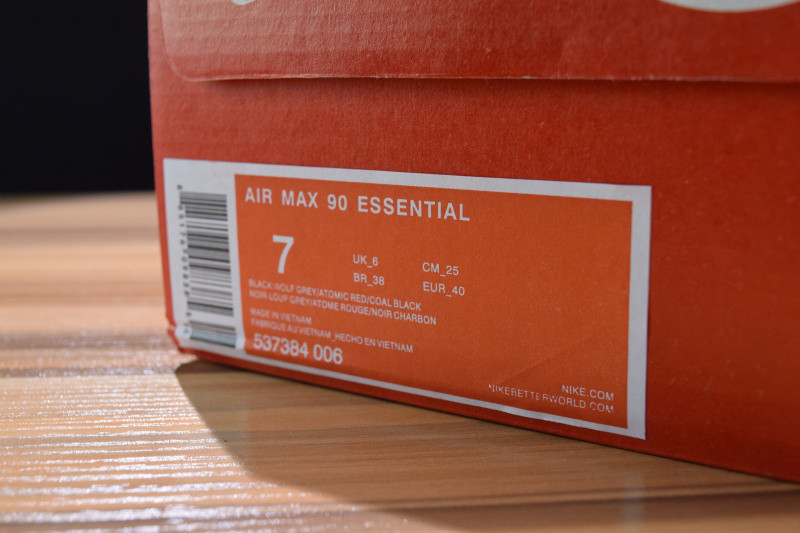 AIR MAX 90 ESSENTIAL
7
UK_6 CM_25
BR_38 EUR_40
BLACK/WOLF GREY/ATOMIC RED/COAL BLACK
NOIR/LOUF GREY/ATOME ROUGE/NOIR CHARBON
MADE IN VIETNAM
FABRIQUE AU VIETNAM_HECHO EN VIETNAM
537384 006
NIKE.COM
NIKEBETTERWORLD.COM